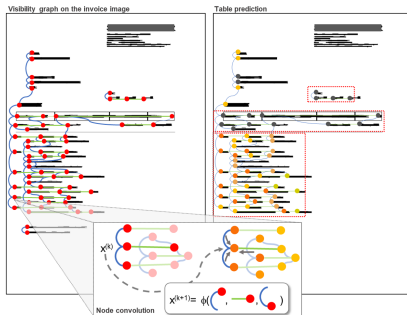 Visibility graph on the invoice image
Table prediction
x(k)
x(k+1)= ϕ( , , )
Node convolution